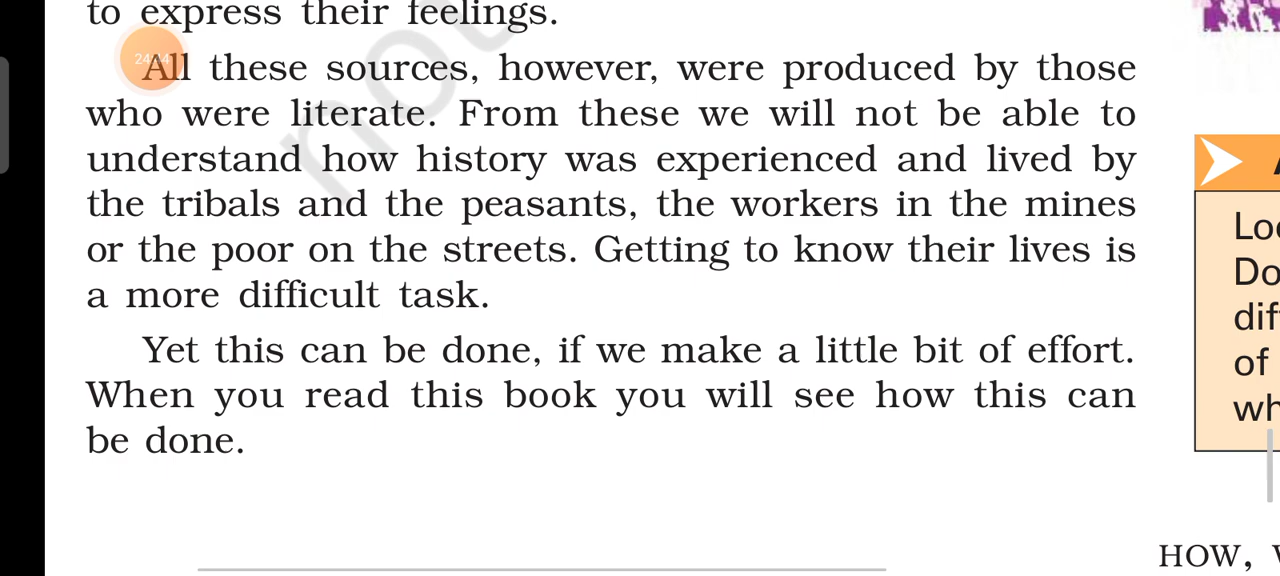 to express their feelings.
All these sources, however, were produced by those
who were literate. From these we will not be able to
understand how history was experienced and lived by
the tribals and the peasants, the workers in the mines
or the poor on the streets. Getting to know their lives is
a more difficult task.
Yet this can be done, if we make a little bit of effort.
When you read this book you will see how this can
be done.
not
HOW,
of